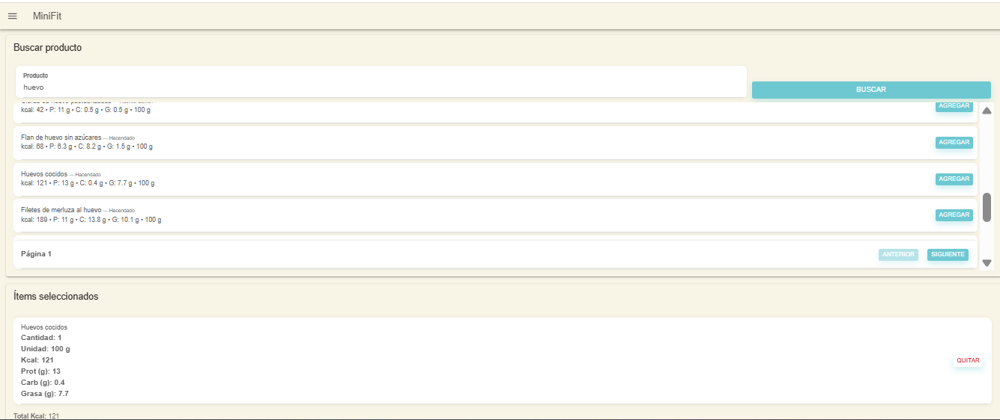 MiniFit
Buscar producto
Producto
huevo
BUSCAR
kcal: 42 • P: 11 g • C: 0.5 g • G: 0.5 g • 100 g
AGREGAR
Flan de huevo sin azúcares — Hacendado
kcal: 68 • P: 6.3 g • C: 8.2 g • G: 1.5 g • 100 g
AGREGAR
Huevos cocidos — Hacendado
kcal: 121 • P: 13 g • C: 0.4 g • G: 7.7 g • 100 g
AGREGAR
Filetes de merluza al huevo — Hacendado
kcal: 189 • P: 11 g • C: 13.8 g • G: 10.1 g • 100 g
AGREGAR
Página 1
ANTERIOR
SIGUIENTE
Ítems seleccionados
Huevos cocidos
Cantidad: 1
Unidad: 100 g
Kcal: 121
Prot (g): 13
Carb (g): 0.4
Grasa (g): 7.7
QUITAR
Total Kcal: 121